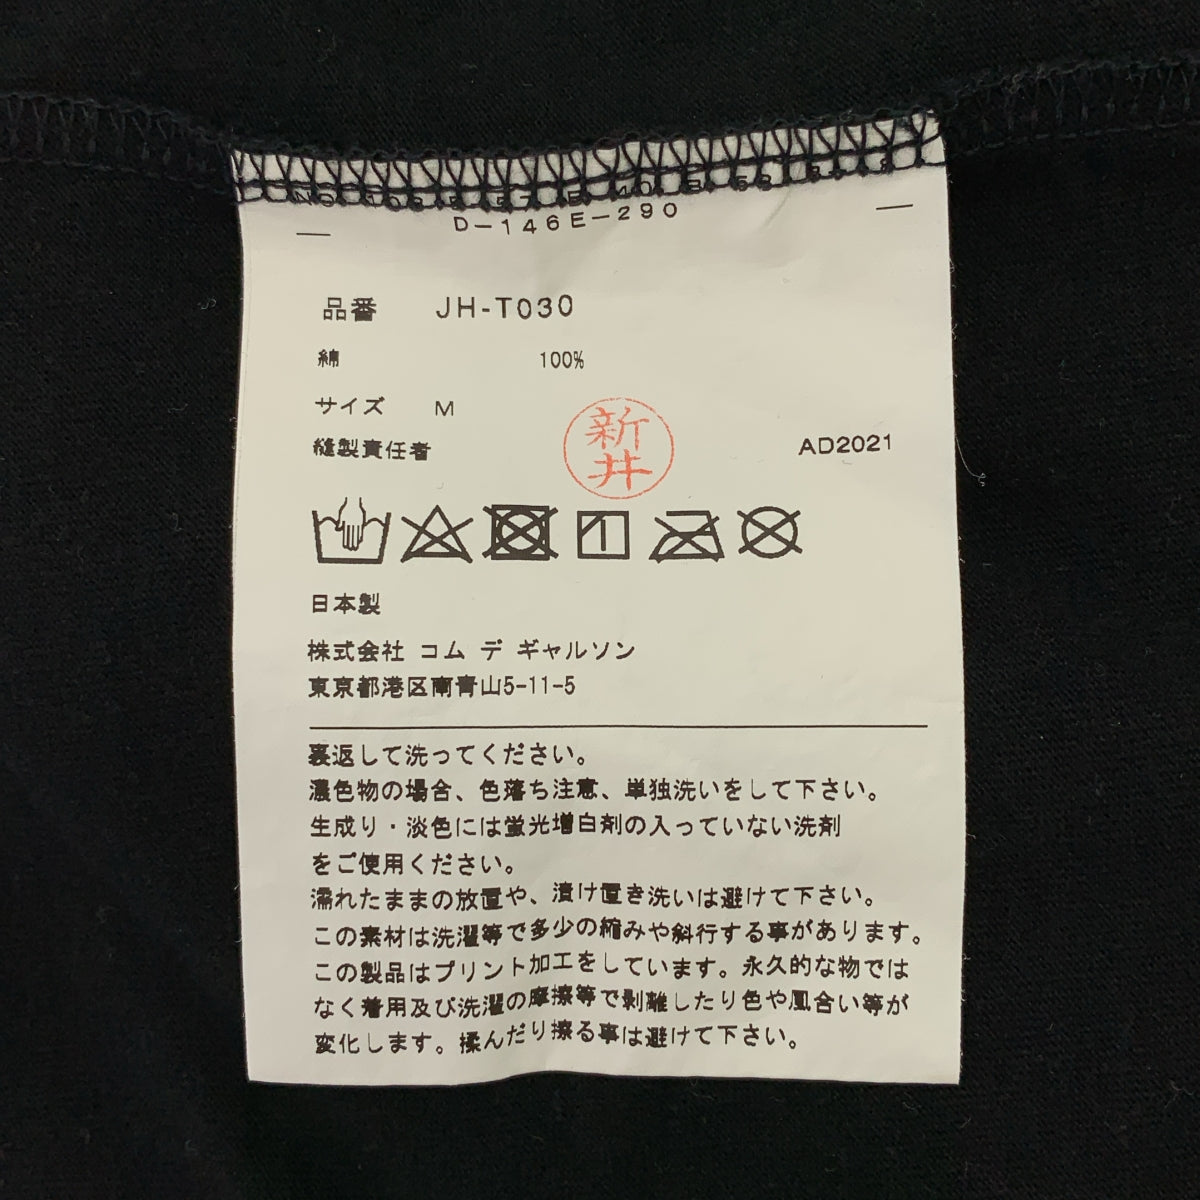 D-146E-290
品番 JH-T030
綿 100%
サイズ M
縫製責任者 新井 AD2021
日本製
株式会社 コム デ ギャルソン
東京都港区南青山5-11-5
裏返して洗ってください。
濃色物の場合、色落ち注意、単独洗いをして下さい。
生成り・淡色には蛍光増白剤の入っていない洗剤
をご使用ください。
濡れたままの放置や、漬け置き洗いは避けて下さい。
この素材は洗濯等で多少の縮みや斜行する事があります。
この製品はプリント加工をしています。永久的な物では
なく着用及び洗濯の摩擦等で剥離したり色や風合い等が
変化します。揉んだり擦る事は避けて下さい。